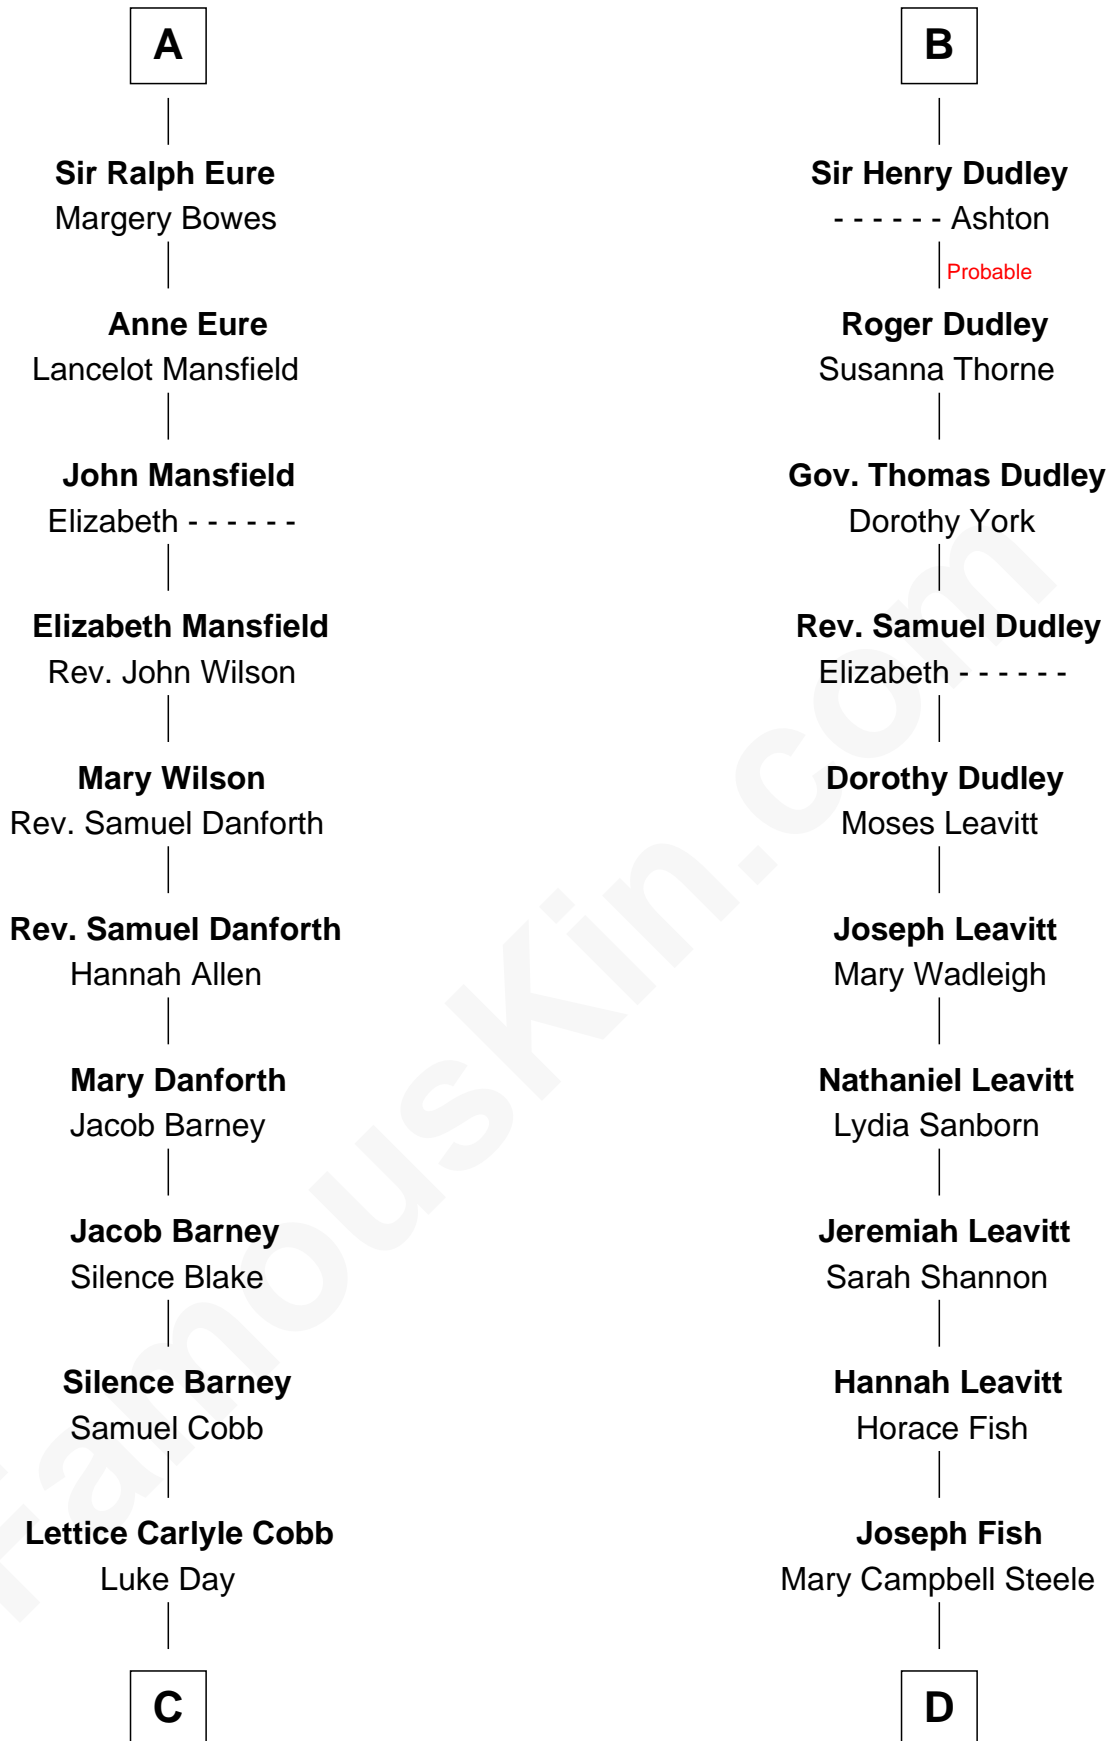 A
Sir Ralph Eure
Margery Bowes
Anne Eure
Lancelot Mansfield
John Mansfield
Elizabeth - - - - - -
Elizabeth Mansfield
Rev. John Wilson
Mary Wilson
Rev. Samuel Danforth
Rev. Samuel Danforth
Hannah Allen
Mary Danforth
Jacob Barney
Jacob Barney
Silence Blake
Silence Barney
Samuel Cobb
Lettice Carlyle Cobb
Luke Day
C
B
Sir Henry Dudley
- - - - - - Ashton
Probable
Roger Dudley
Susanna Thorne
Gov. Thomas Dudley
Dorothy York
Rev. Samuel Dudley
Elizabeth - - - - - -
Dorothy Dudley
Moses Leavitt
Joseph Leavitt
Mary Wadleigh
Nathaniel Leavitt
Lydia Sanborn
Jeremiah Leavitt
Sarah Shannon
Hannah Leavitt
Horace Fish
Joseph Fish
Mary Campbell Steele
D
FamousKin.com